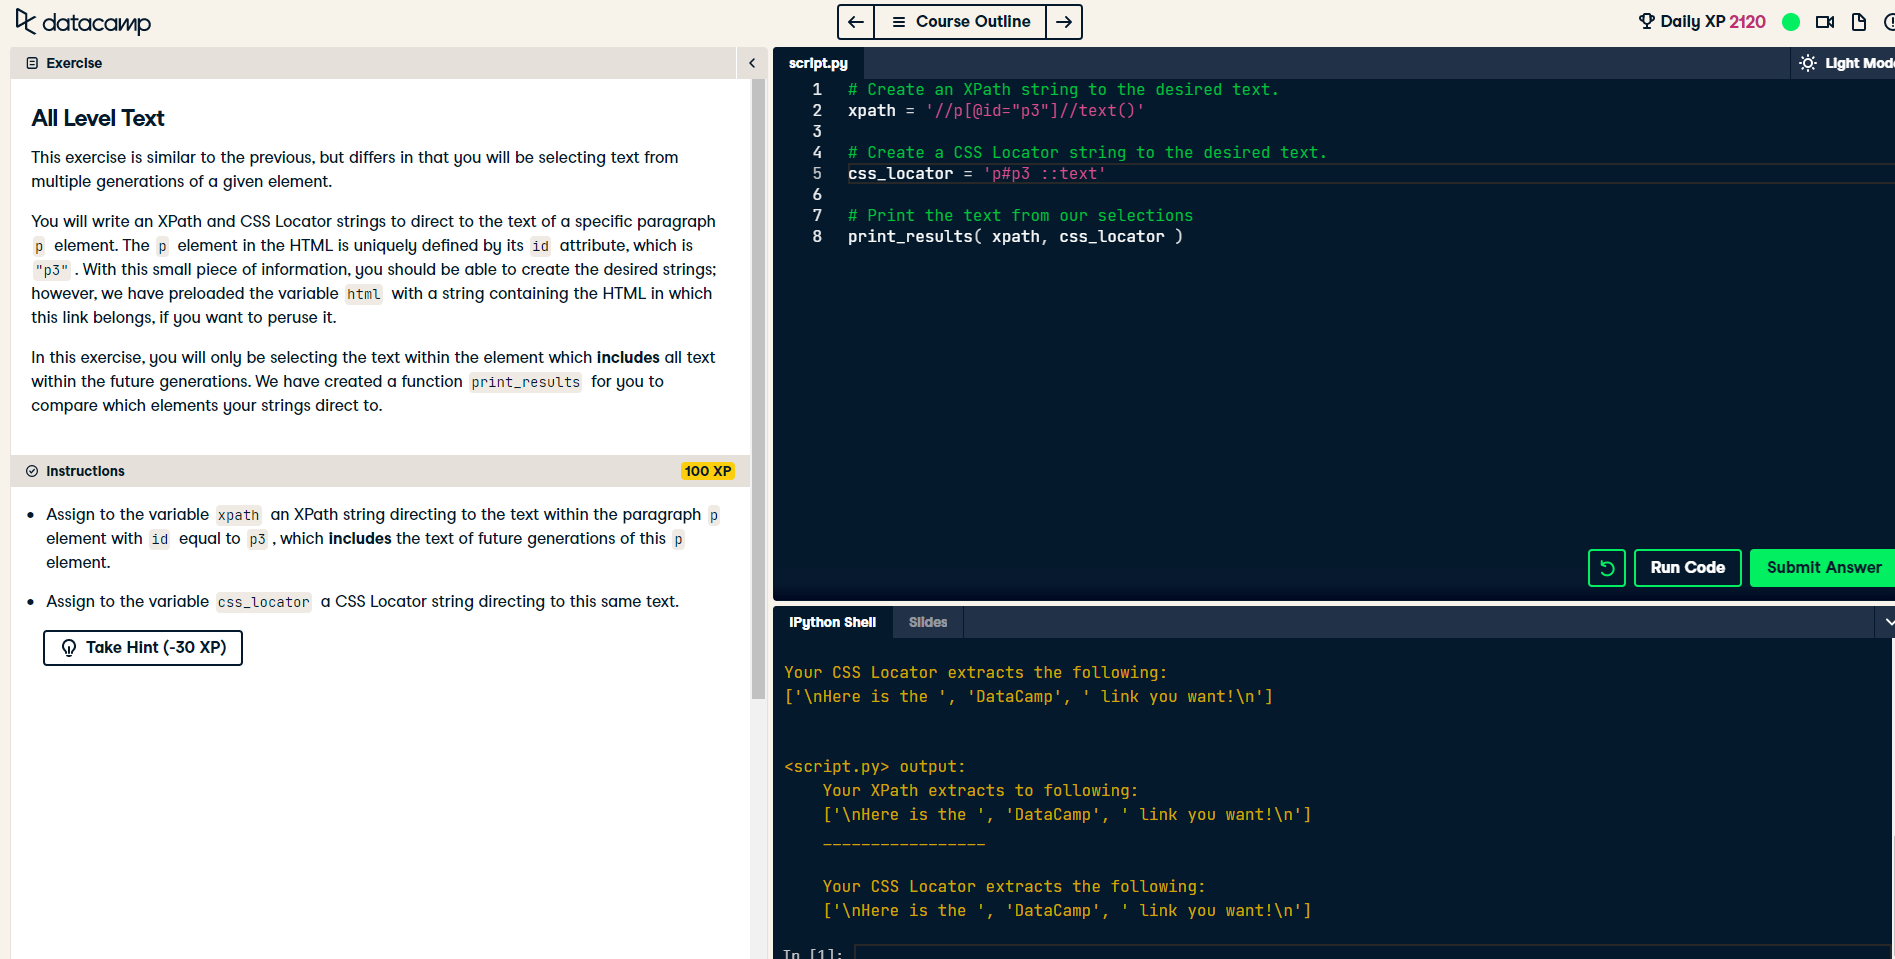 datacamp
Course Outline
Daily XP 2120
Exercise
All Level Text
This exercise is similar to the previous, but differs in that you will be selecting text from
multiple generations of a given element.
You will write an XPath and CSS Locator strings to direct to the text of a specific paragraph
p element. The p element in the HTML is uniquely defined by its id attribute, which is
"p3" . With this small piece of information, you should be able to create the desired strings;
however, we have preloaded the variable html with a string containing the HTML in which
this link belongs, if you want to peruse it.
In this exercise, you will only be selecting the text within the element which includes all text
within the future generations. We have created a function print_results for you to
compare which elements your strings direct to.
Instructions
100 XP
Assign to the variable xpath an XPath string directing to the text within the paragraph p
element with id equal to p3 , which includes the text of future generations of this p
element.
Assign to the variable css_locator a CSS Locator string directing to this same text.
Take Hint (-30 XP)
script.py
Light Mode
1 # Create an XPath string to the desired text.
2 xpath = '//p[@id="p3"]//text()'
3
4 # Create a CSS Locator string to the desired text.
5 css_locator = 'p#p3 ::text'
6
7 # Print the text from our selections
8 print_results( xpath, css_locator )
Run Code
Submit Answer
IPython Shell
Slides
Your CSS Locator extracts the following:
['\nHere is the ', 'DataCamp', ' link you want!\n']
<script.py> output:
Your XPath extracts to following:
['\nHere is the ', 'DataCamp', ' link you want!\n']
-----------------
Your CSS Locator extracts the following:
['\nHere is the ', 'DataCamp', ' link you want!\n']
In [1]: